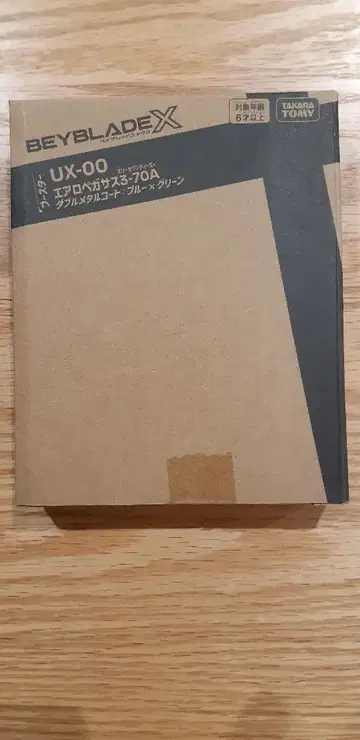 BEYBLADE X
ベイブレードエックス
対象年齢
6才以上
TAKARA
TOMY
ブースター
UX-00
エアロペガサス3-70A
ダブルメタルコート:ブルー×グリーン